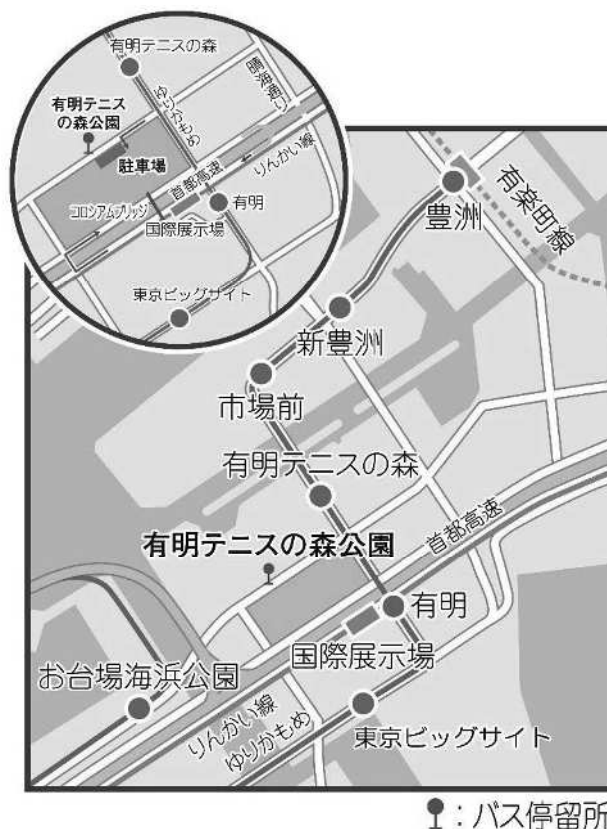 有明テニスの森
有明テニス
の森公園
駐車場
ゆりかもめ
晴海通り
首都高速
りんかい線
コロシアムブリッジ
有明
国際展示場
東京ビッグサイト
豊洲
有楽町線
新豊洲
市場前
有明テニスの森
首都高速
有明テニスの森公園
有明
国際展示場
お台場海浜公園
りんかい線
ゆりかもめ
東京ビッグサイト
：バス停留所